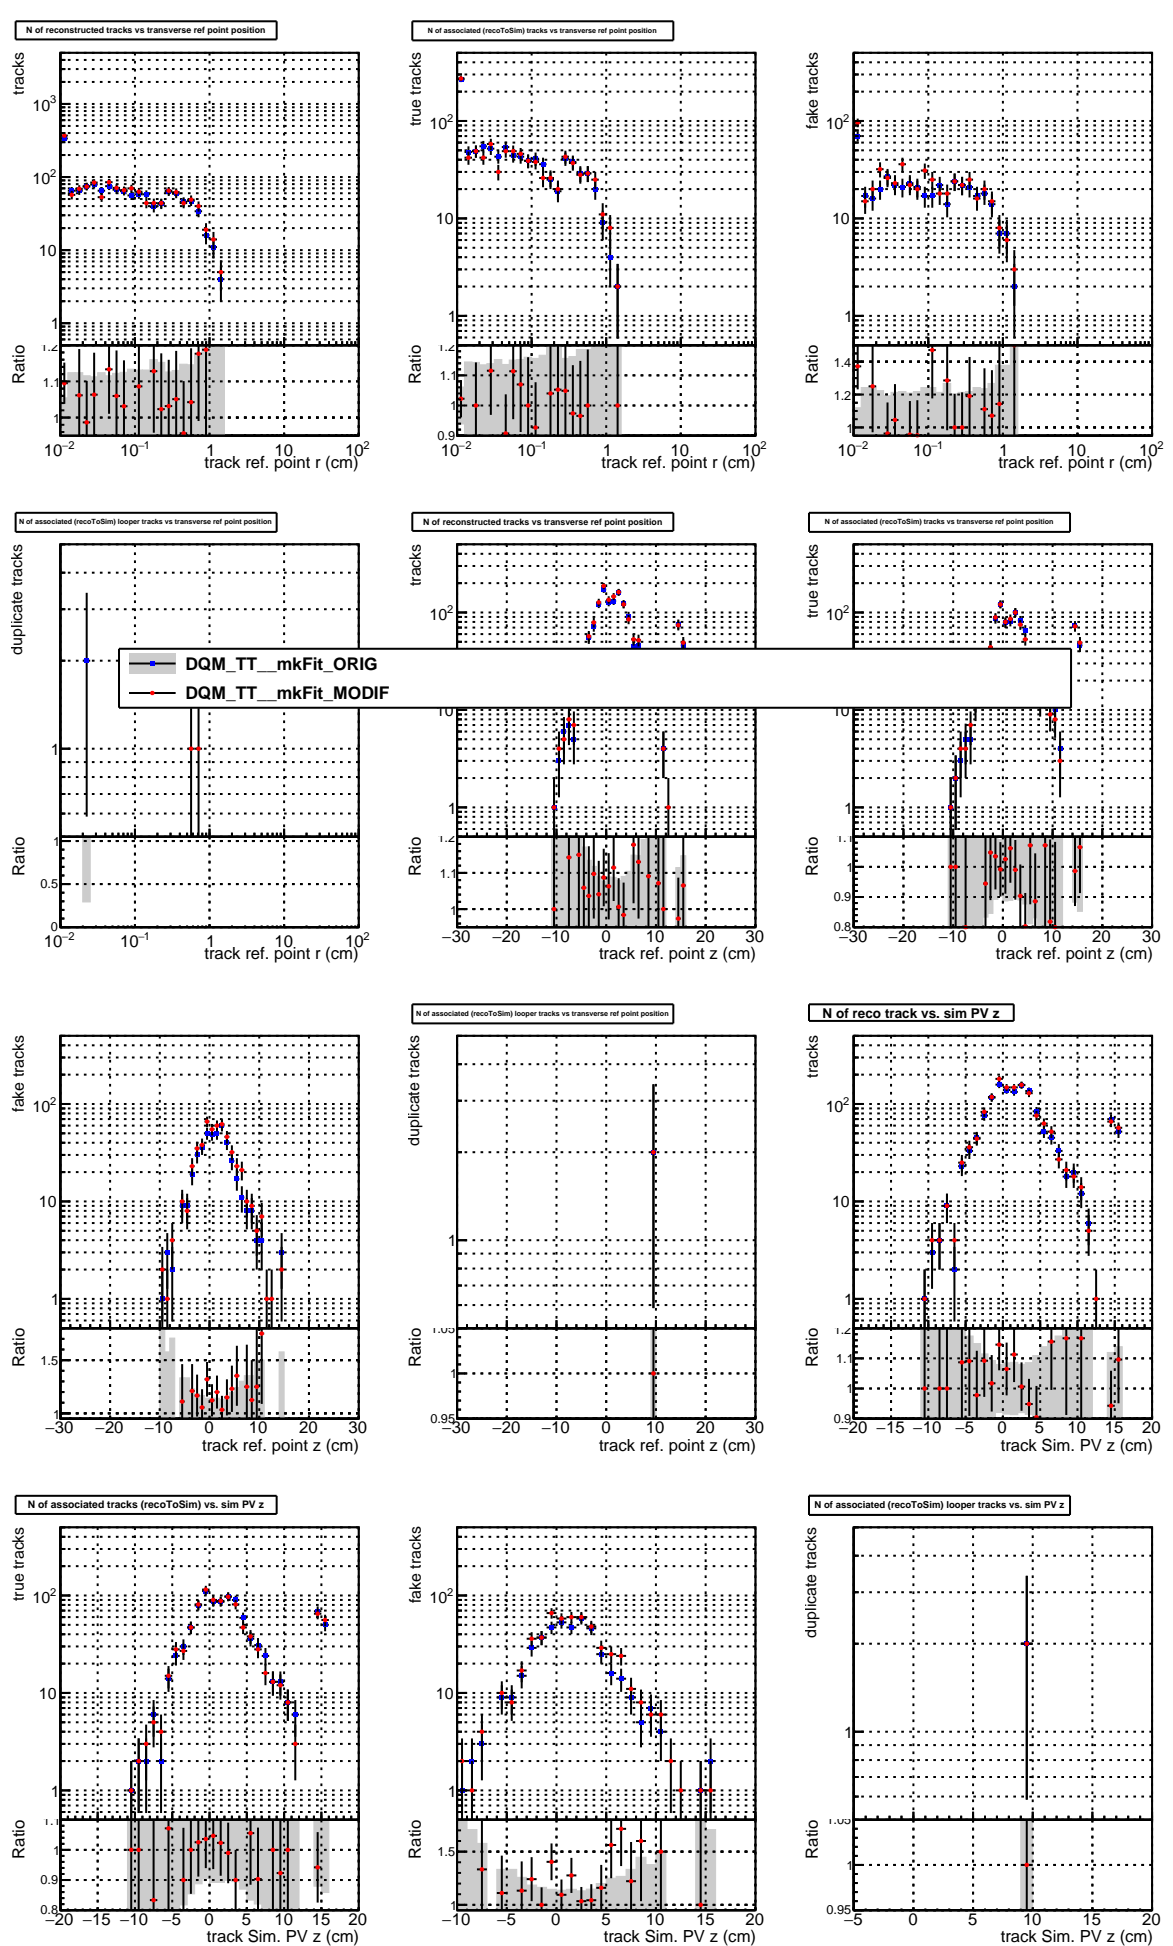 N of reconstructed tracks vs transverse ref point position
N of associated (recoToSim) tracks vs transverse ref point position
tracks
10³
10²
10
1
Ratio
1.2
1.1
1
10⁻² 10⁻¹ 1 10 10²
track ref. point r (cm)
true tracks
10²
10
1
Ratio
1.2
1.1
1
0.9
10⁻² 10⁻¹ 1 10 10²
track ref. point r (cm)
fake tracks
10²
10
1
Ratio
1.4
1.2
1
10⁻² 10⁻¹ 1 10 10²
track ref. point r (cm)
N of associated (recoToSim) looper tracks vs transverse ref point position
N of reconstructed tracks vs transverse ref point position
N of associated (recoToSim) tracks vs transverse ref point position
duplicate tracks
1
Ratio
1
0.5
0
10⁻² 10⁻¹ 1 10 10²
track ref. point r (cm)
tracks
10²
10
1
Ratio
1.2
1.1
1
−30 −20 −10 0 10 20 30
track ref. point z (cm)
true tracks
10²
10
1
Ratio
1.1
1
0.9
0.8
−30 −20 −10 0 10 20 30
track ref. point z (cm)
DQM_TT__mkFit_ORIG
DQM_TT__mkFit_MODIF
N of associated (recoToSim) looper tracks vs transverse ref point position
N of reco track vs. sim PV z
fake tracks
10²
10
1
Ratio
1.5
1
−30 −20 −10 0 10 20 30
track ref. point z (cm)
duplicate tracks
1
Ratio
1.05
1
0.95
−30 −20 −10 0 10 20 30
track ref. point z (cm)
tracks
10²
10
1
Ratio
1.2
1.1
1
0.9
−20 −15 −10 −5 0 5 10 15 20
track Sim. PV z (cm)
N of associated tracks (recoToSim) vs. sim PV z
N of associated (recoToSim) looper tracks vs. sim PV z
true tracks
10²
10
1
Ratio
1.1
1
0.9
0.8
−20 −15 −10 −5 0 5 10 15 20
track Sim. PV z (cm)
fake tracks
10²
10
1
Ratio
1.5
1
−10 −5 0 5 10 15 20
track Sim. PV z (cm)
duplicate tracks
1
Ratio
1.05
1
0.95
−5 0 5 10 15 20
track Sim. PV z (cm)